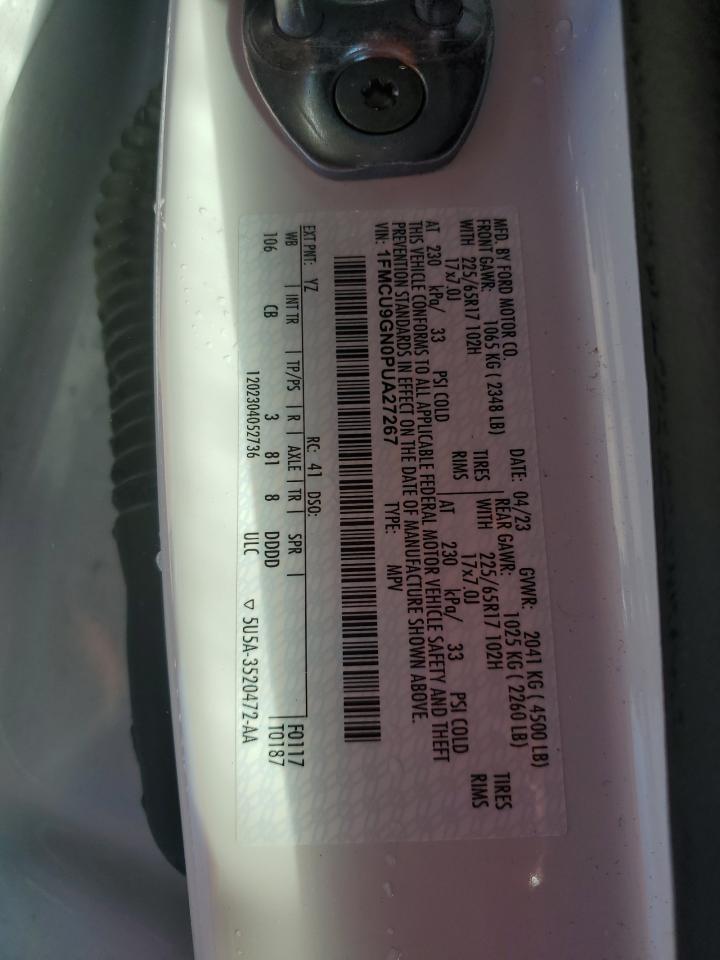 MFD. BY FORD MOTOR CO. DATE: 04/23 GVWR: 2041 KG ( 4500 LB)
FRONT GAWR: 1065 KG ( 2348 LB) REAR GAWR: 1025 KG ( 2260 LB)
WITH 225/65R17 102H TIRES WITH 225/65R17 102H TIRES
17x7.0J RIMS 17x7.0J RIMS
AT 230 kPa/ 33 PSI COLD AT 230 kPa/ 33 PSI COLD
THIS VEHICLE CONFORMS TO ALL APPLICABLE FEDERAL MOTOR VEHICLE SAFETY AND THEFT
PREVENTION STANDARDS IN EFFECT ON THE DATE OF MANUFACTURE SHOWN ABOVE.
VIN: 1FMCU9GN0PUA27267 TYPE: MPV
EXT PNT: YZ RC: 41 DSO: F0117
WB | INT TR | TP/PS | R | AXLE | TR | SPR | T0187
106 CB 3 81 8 DDDD
1202304052736 ULC ▽ 5U5A-3520472-AA